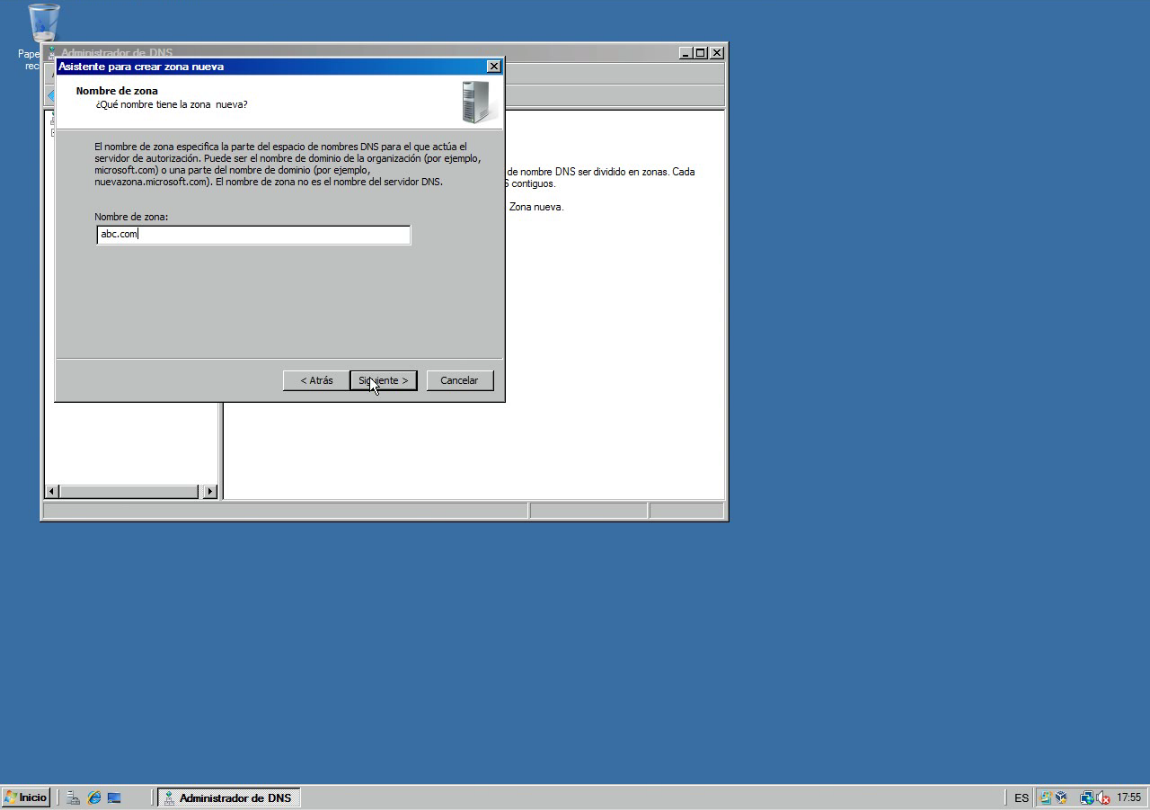 Pape
rec
Administrador de DNS
Asistente para crear zona nueva
Nombre de zona
¿Qué nombre tiene la zona nueva?
El nombre de zona especifica la parte del espacio de nombres DNS para el que actúa el
servidor de autorización. Puede ser el nombre de dominio de la organización (por ejemplo,
microsoft.com) o una parte del nombre de dominio (por ejemplo,
nuevazona.microsoft.com). El nombre de zona no es el nombre del servidor DNS.
de nombre DNS ser dividido en zonas. Cada
S contiguos.
Zona nueva.
Nombre de zona:
abc.com
< Atrás
Siguiente >
Cancelar
Inicio
Administrador de DNS
ES
17:55